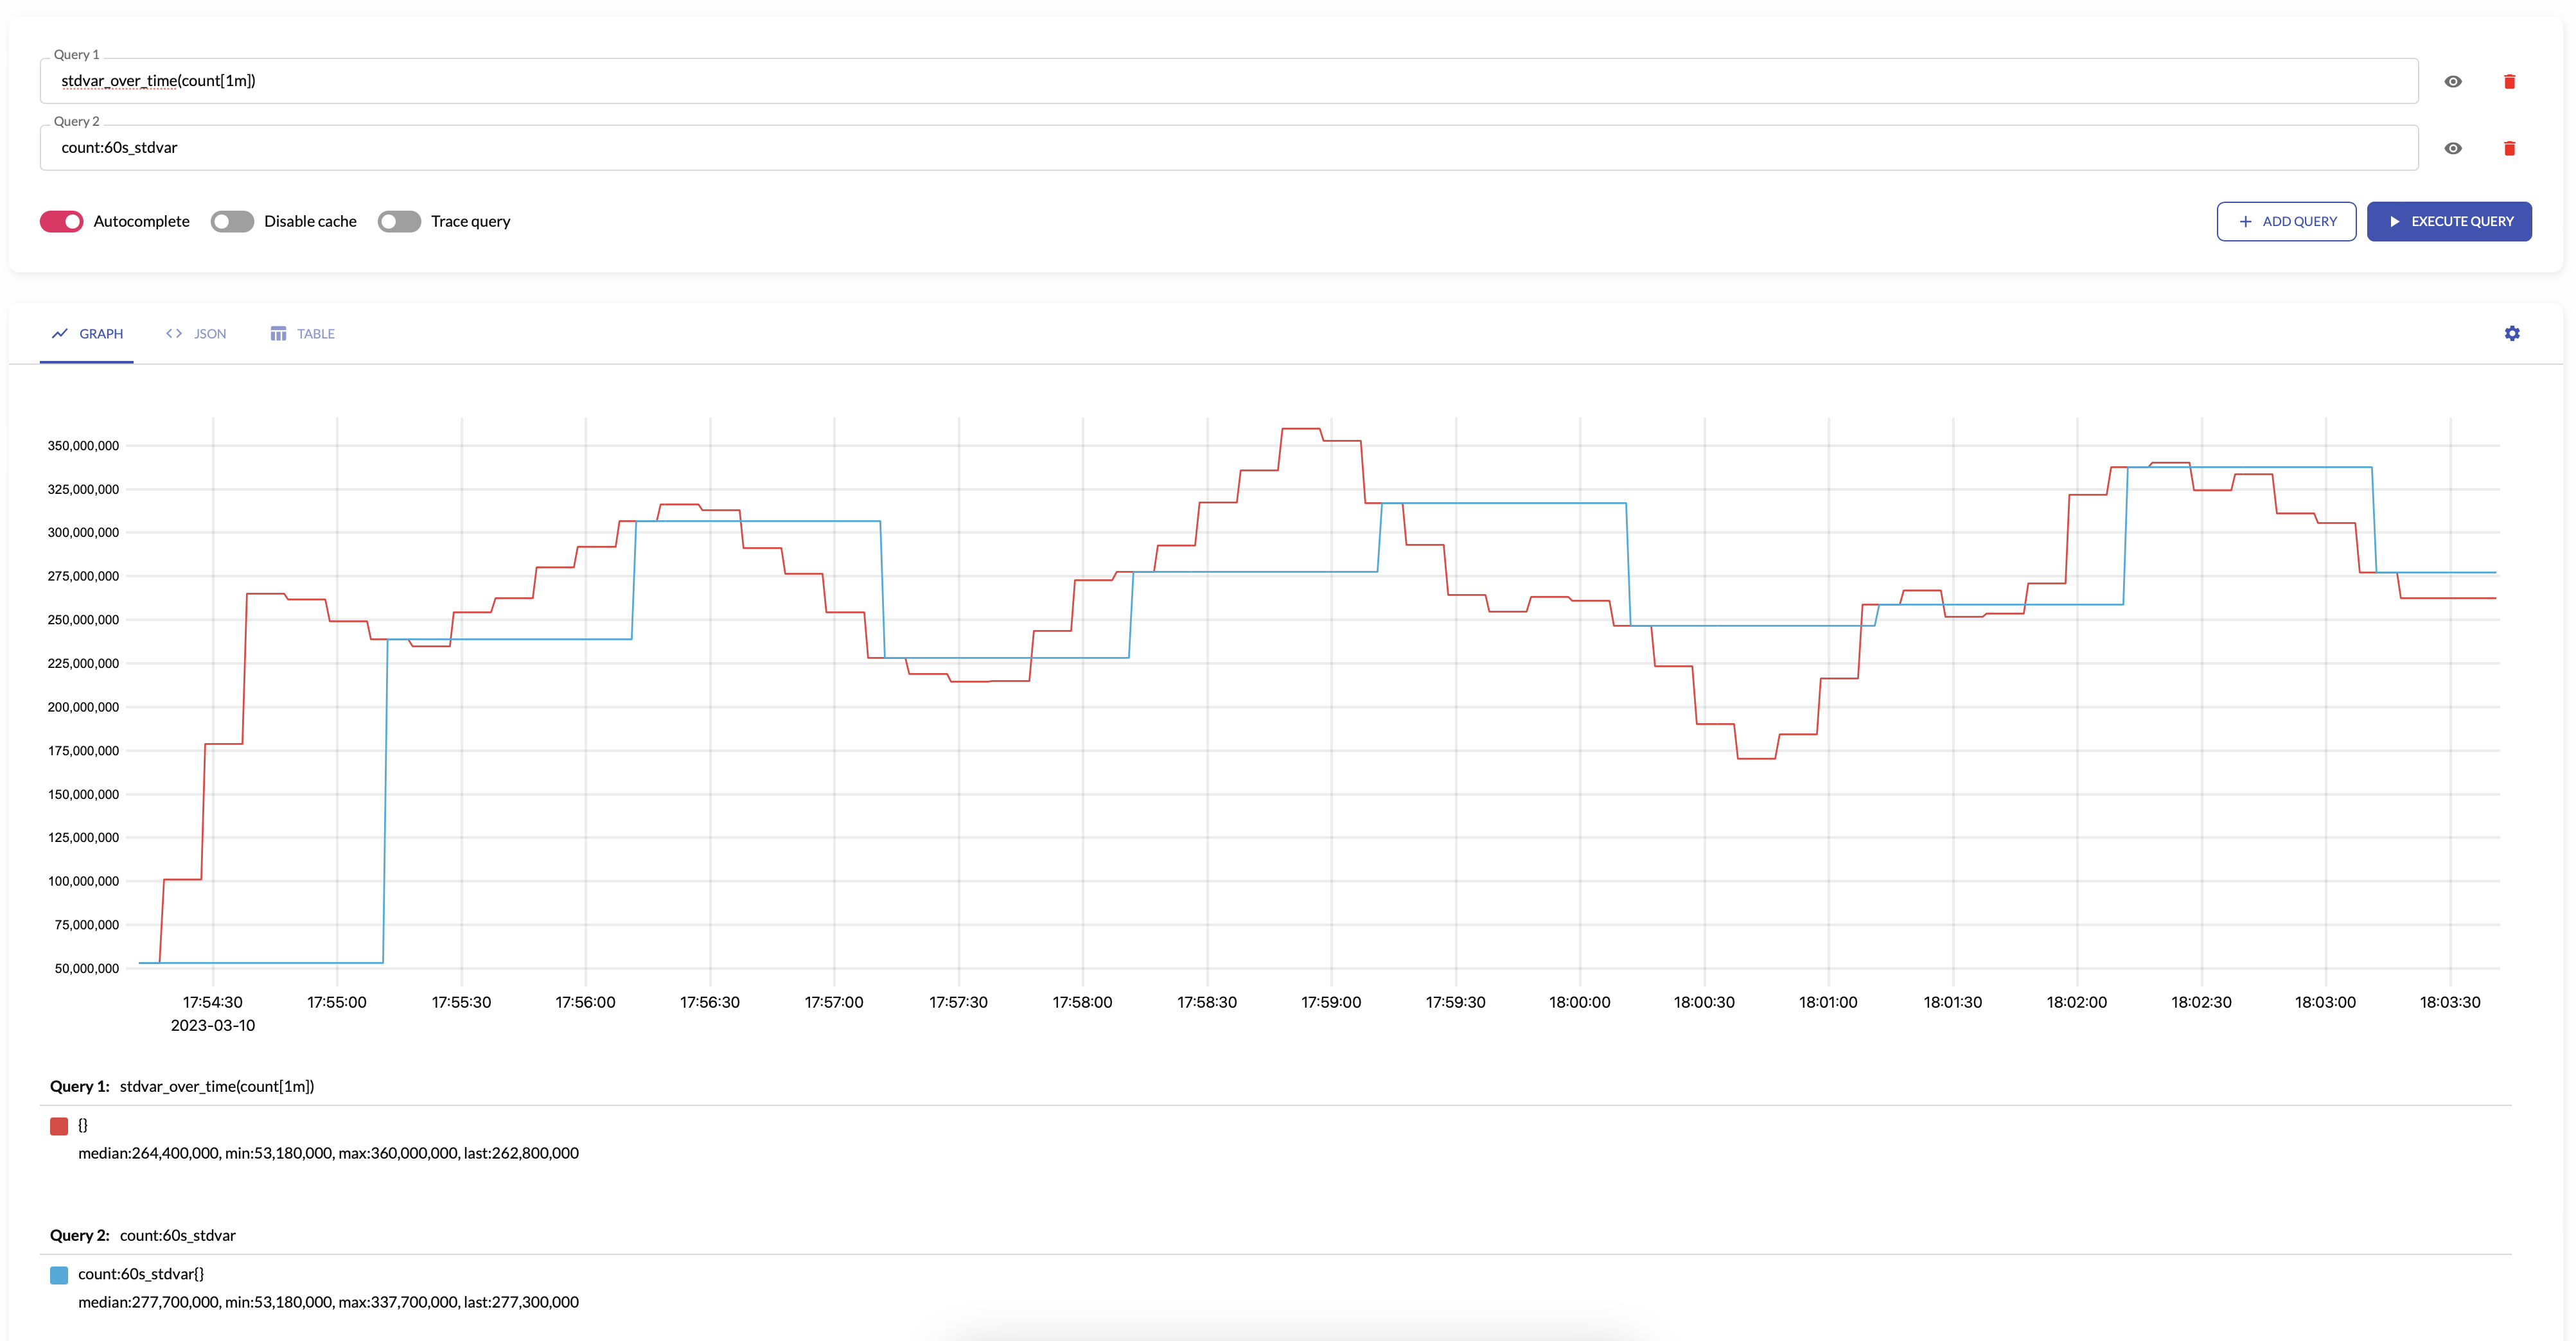 Query 1
stdvar_over_time(count[1m])
Query 2
count:60s_stdvar
Autocomplete Disable cache Trace query ADD QUERY EXECUTE QUERY
GRAPH JSON TABLE
350,000,000
325,000,000
300,000,000
275,000,000
250,000,000
225,000,000
200,000,000
175,000,000
150,000,000
125,000,000
100,000,000
75,000,000
50,000,000
17:54:30 17:55:00 17:55:30 17:56:00 17:56:30 17:57:00 17:57:30 17:58:00 17:58:30 17:59:00 17:59:30 18:00:00 18:00:30 18:01:00 18:01:30 18:02:00 18:02:30 18:03:00 18:03:30
2023-03-10
Query 1: stdvar_over_time(count[1m])
{}
median:264,400,000, min:53,180,000, max:360,000,000, last:262,800,000
Query 2: count:60s_stdvar
count:60s_stdvar{}
median:277,700,000, min:53,180,000, max:337,700,000, last:277,300,000